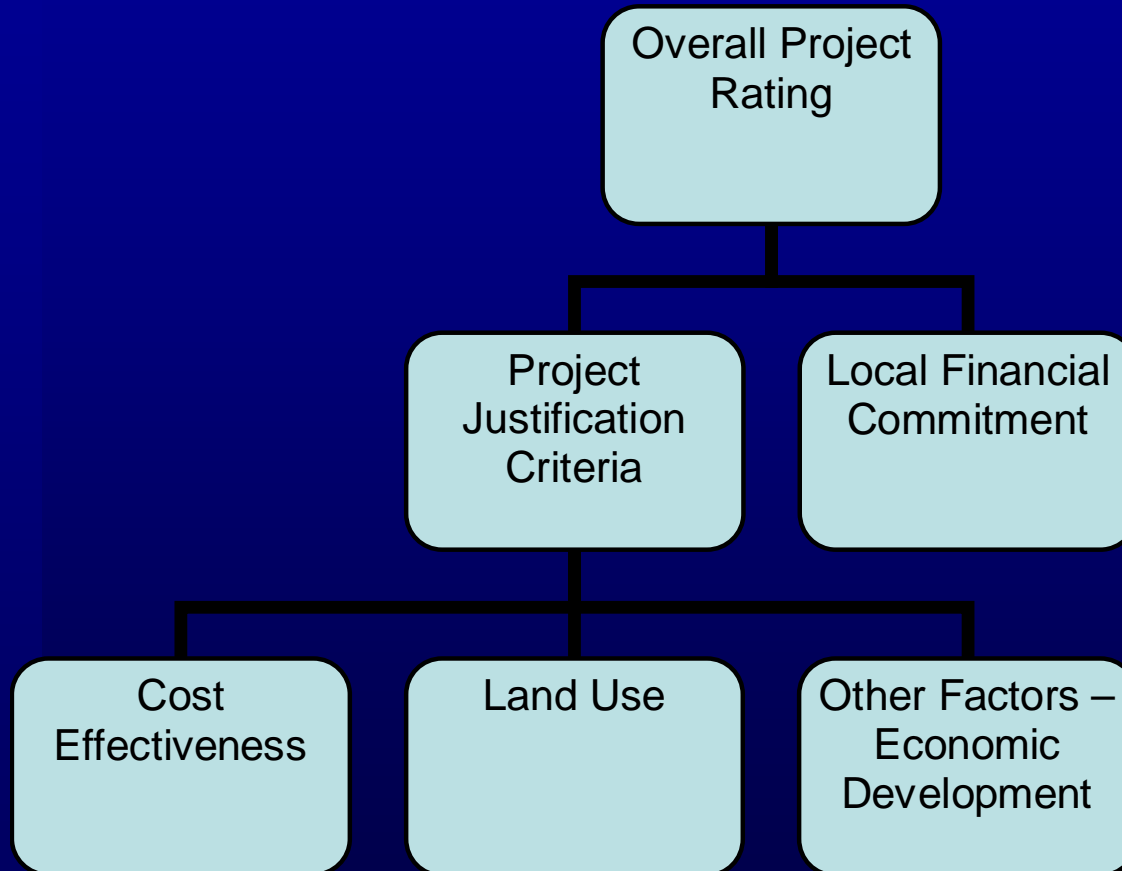 Overall Project
Rating
Project
Justification
Criteria
Local Financial
Commitment
Cost
Effectiveness
Land Use
Other Factors –
Economic
Development